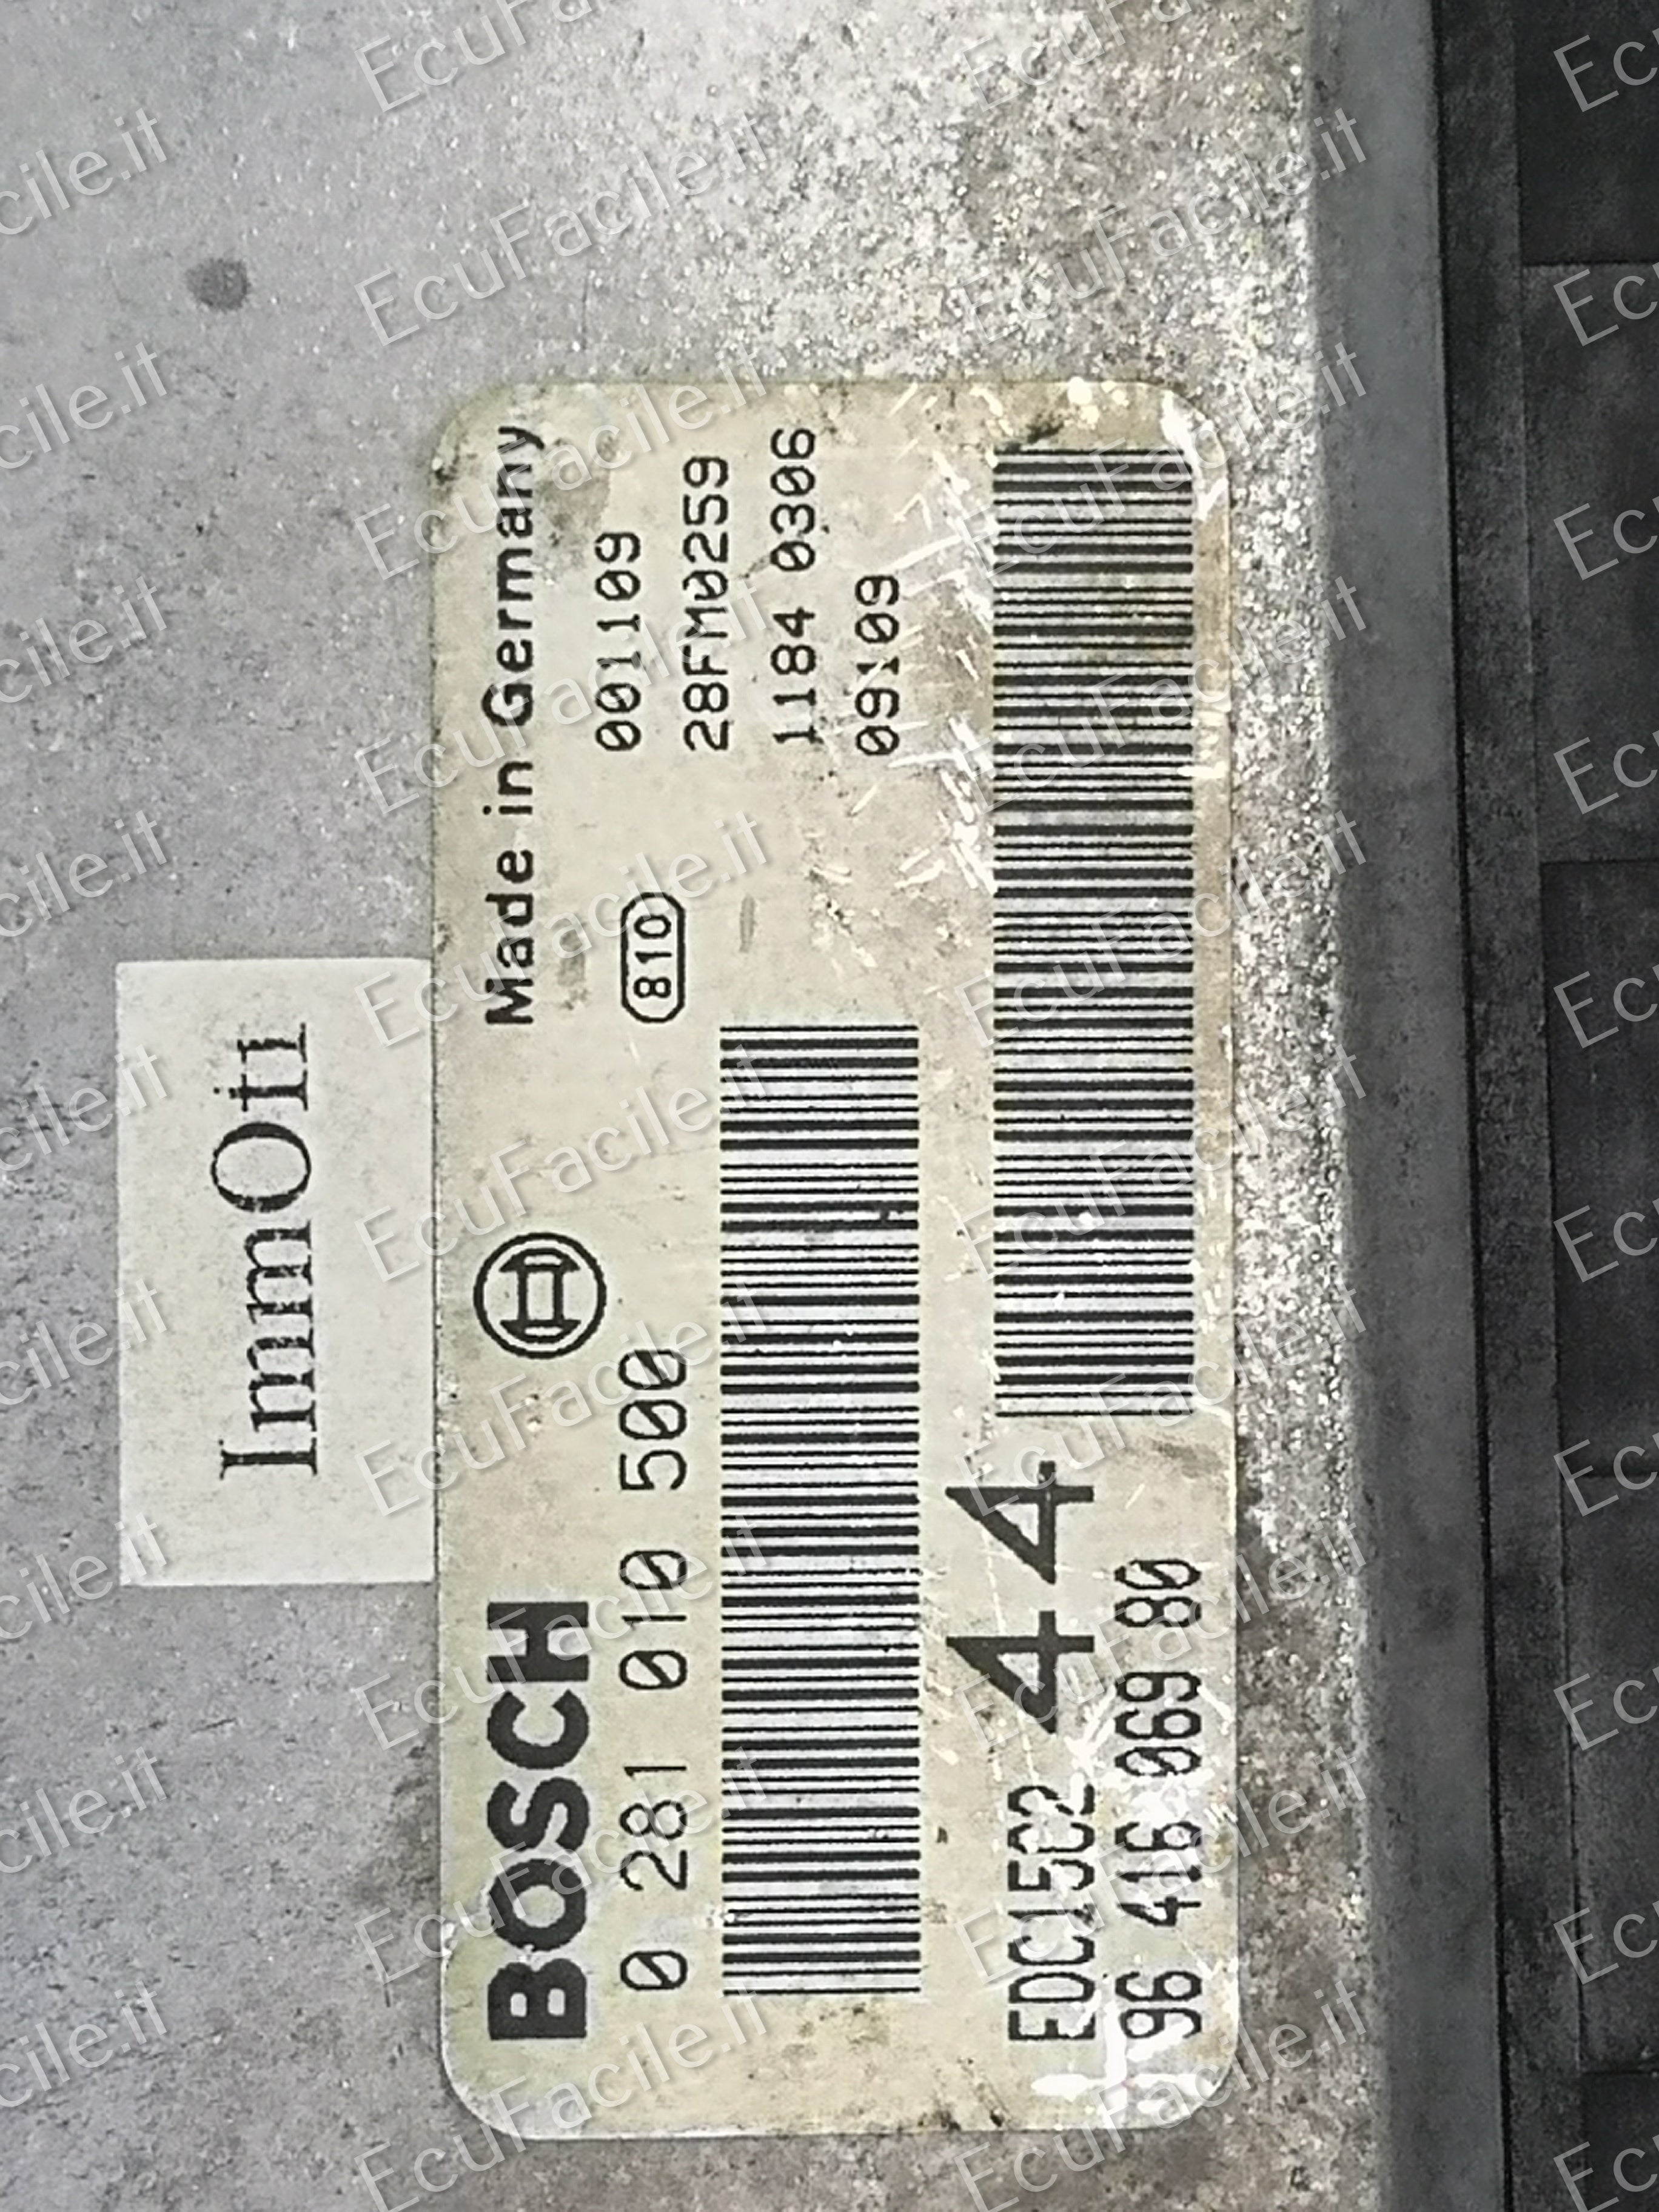 BOSCH
Made in Germany
0 281 010 500
810
001109
28FM0259
1184 0306
09109
EDC15C2 44
96 416 069 80
EcuFacile.it